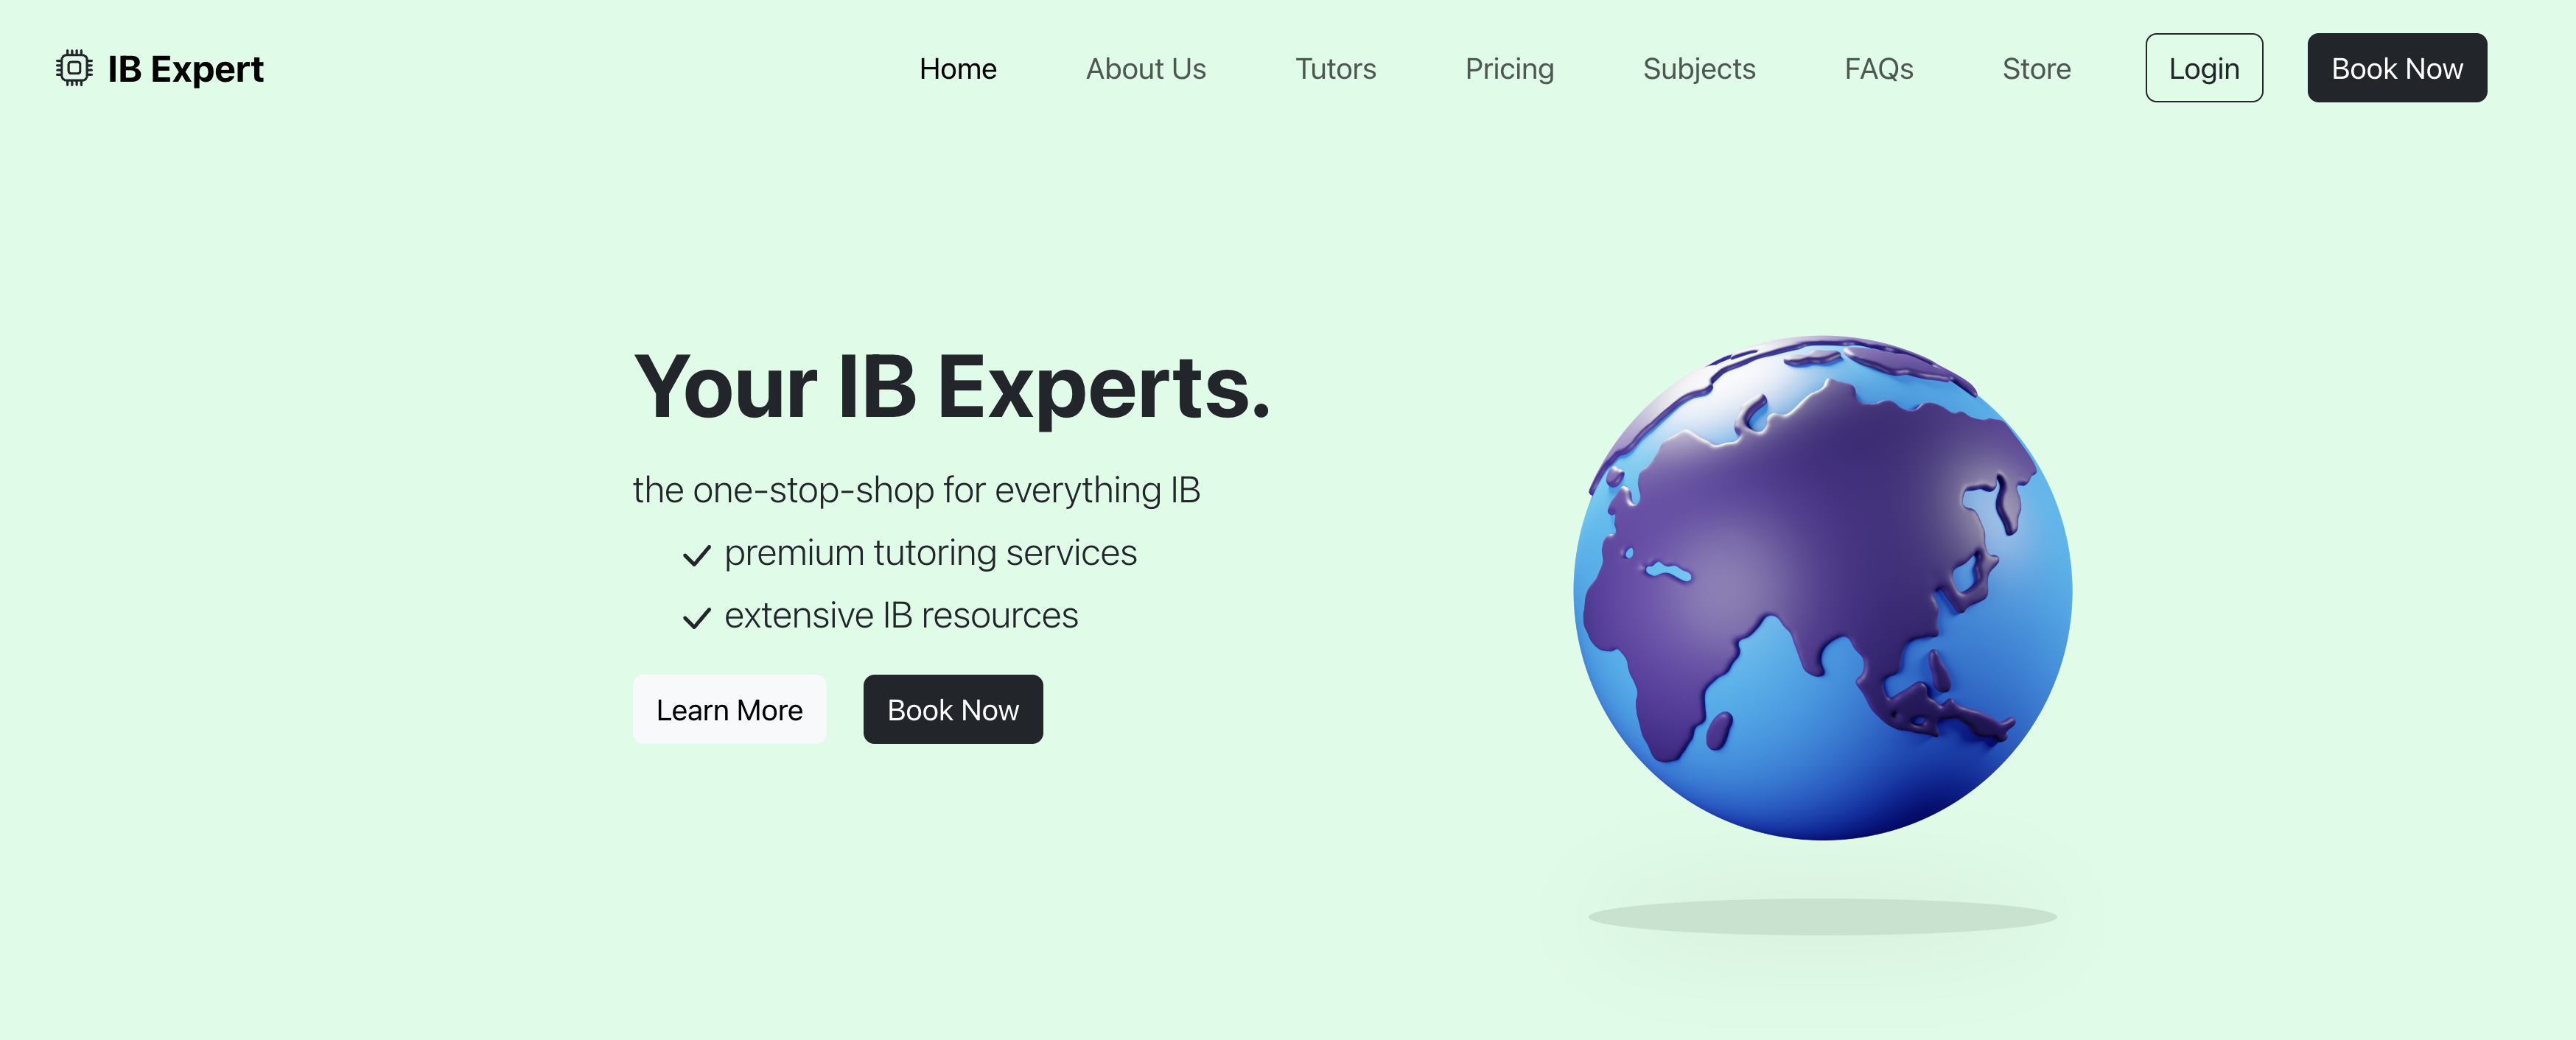 IB Expert
Home About Us Tutors Pricing Subjects FAQs Store Login Book Now
Your IB Experts.
the one-stop-shop for everything IB
premium tutoring services
extensive IB resources
Learn More Book Now